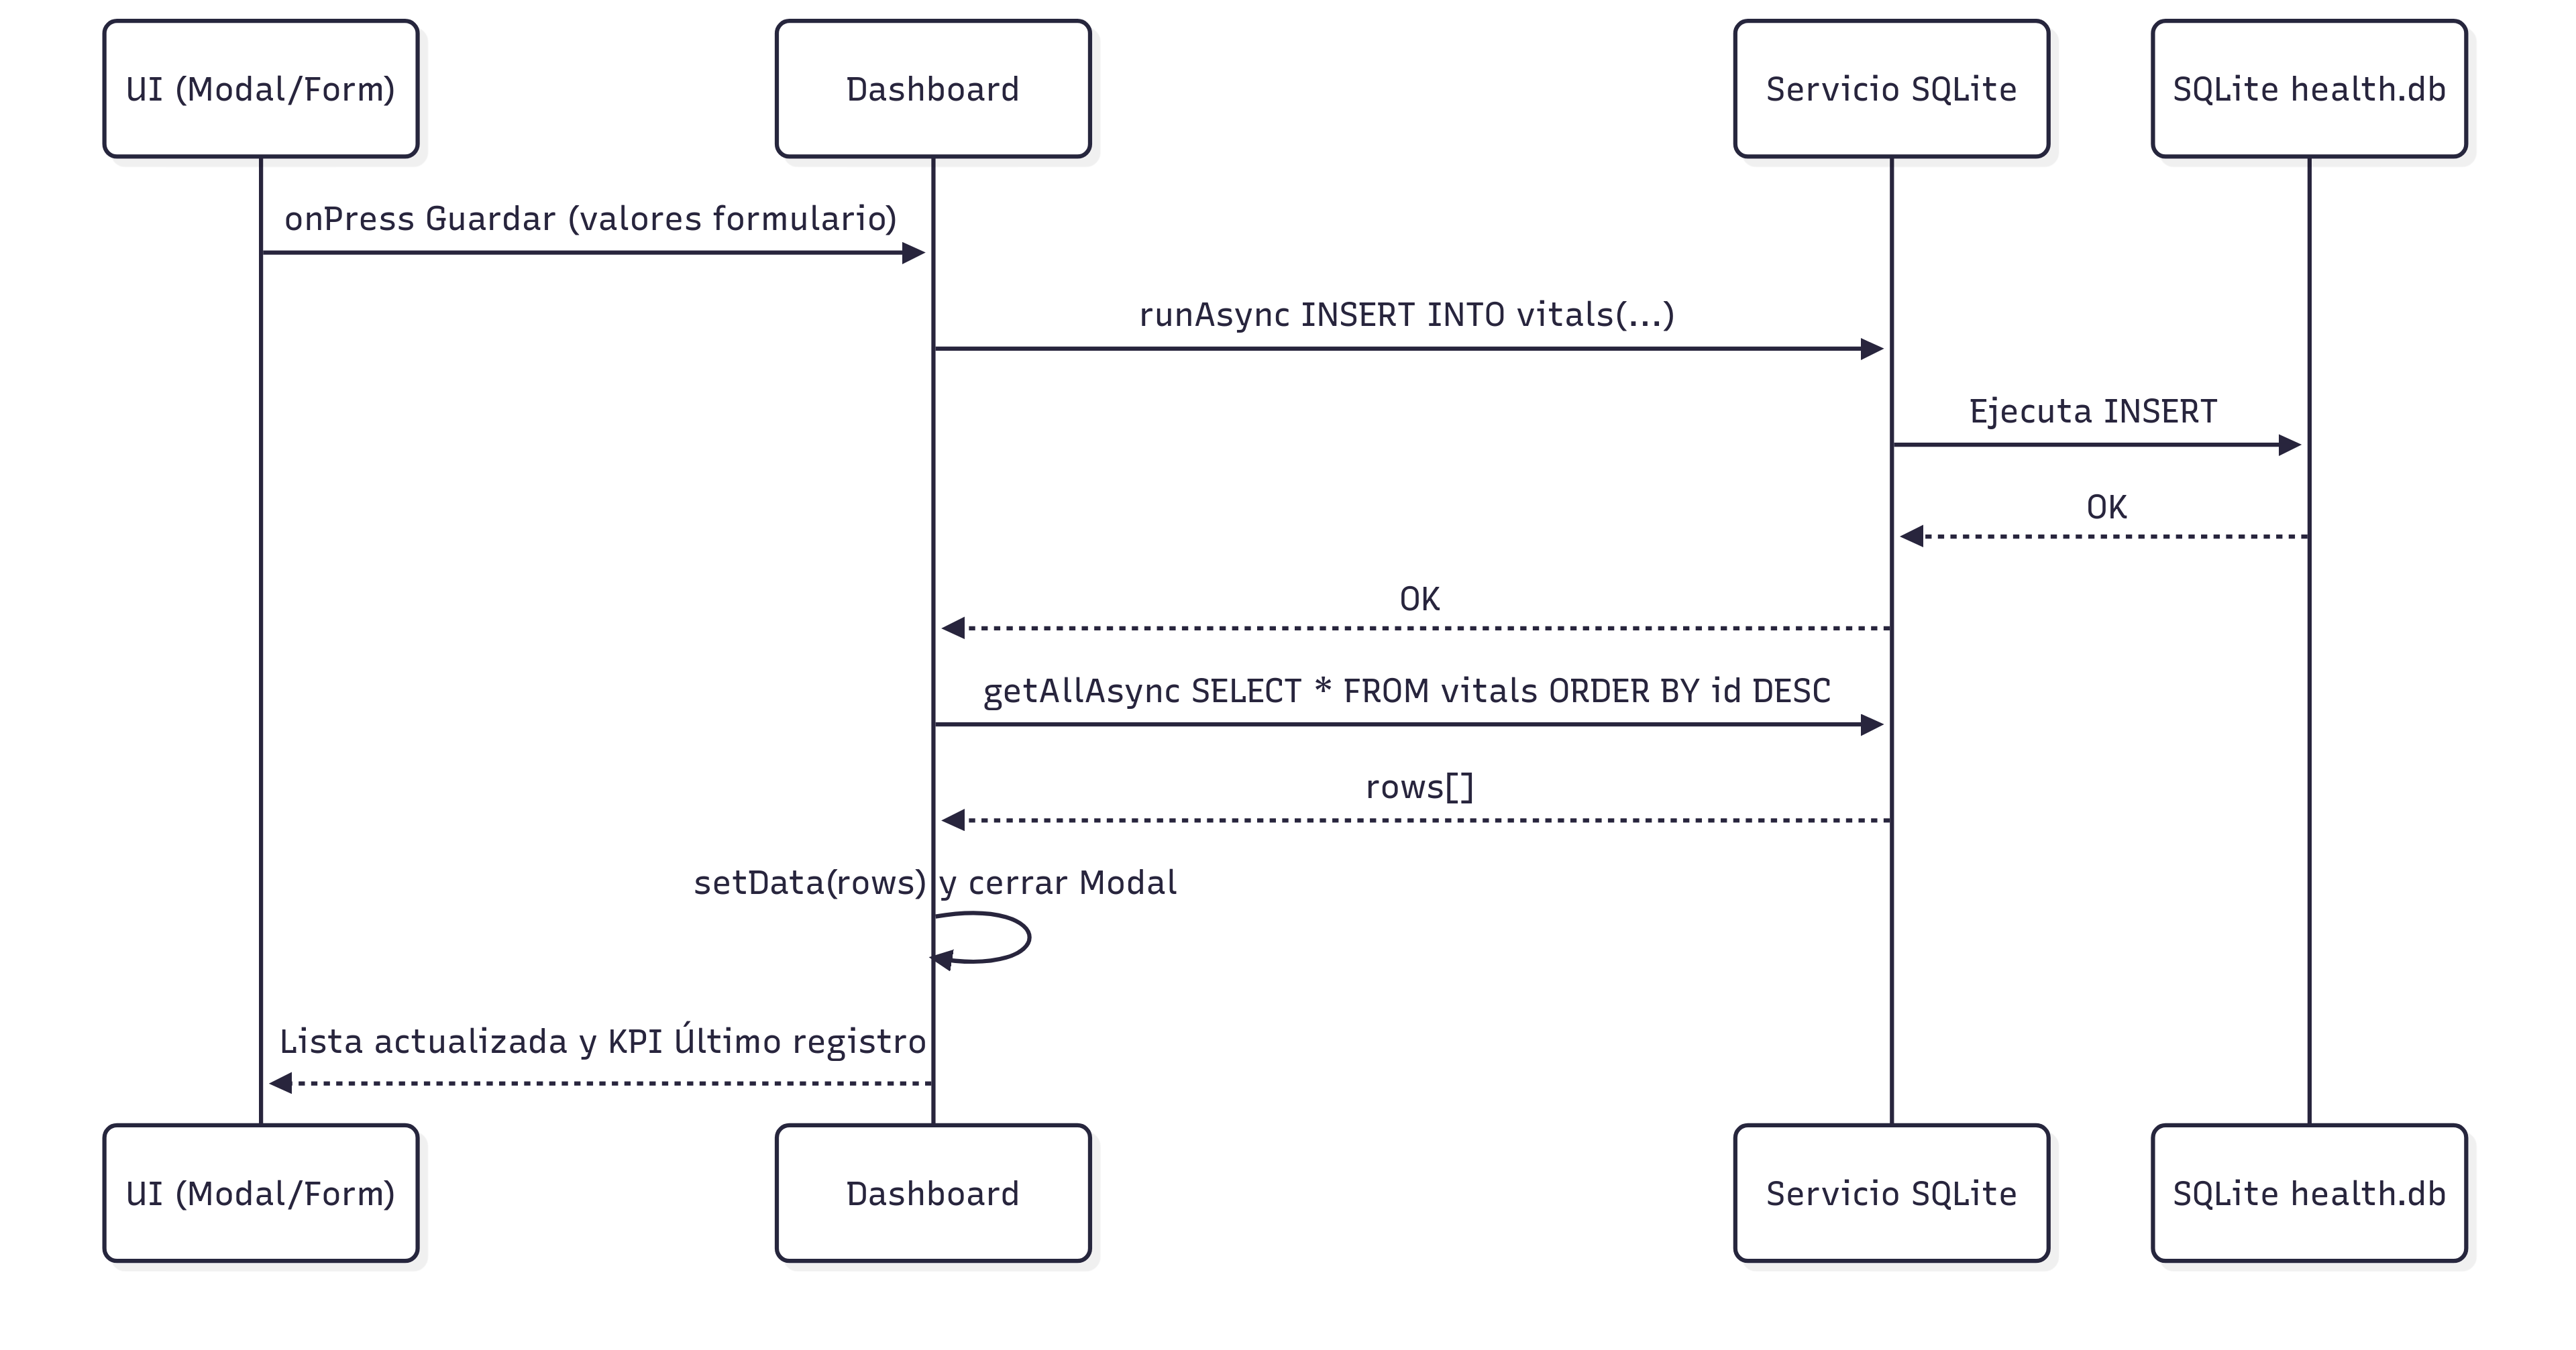 UI (Modal/Form)
Dashboard
Servicio SQLite
SQLite health.db
onPress Guardar (valores formulario)
runAsync INSERT INTO vitals(...)
Ejecuta INSERT
OK
OK
getAllAsync SELECT * FROM vitals ORDER BY id DESC
rows[]
setData(rows) y cerrar Modal
Lista actualizada y KPI Último registro
UI (Modal/Form)
Dashboard
Servicio SQLite
SQLite health.db